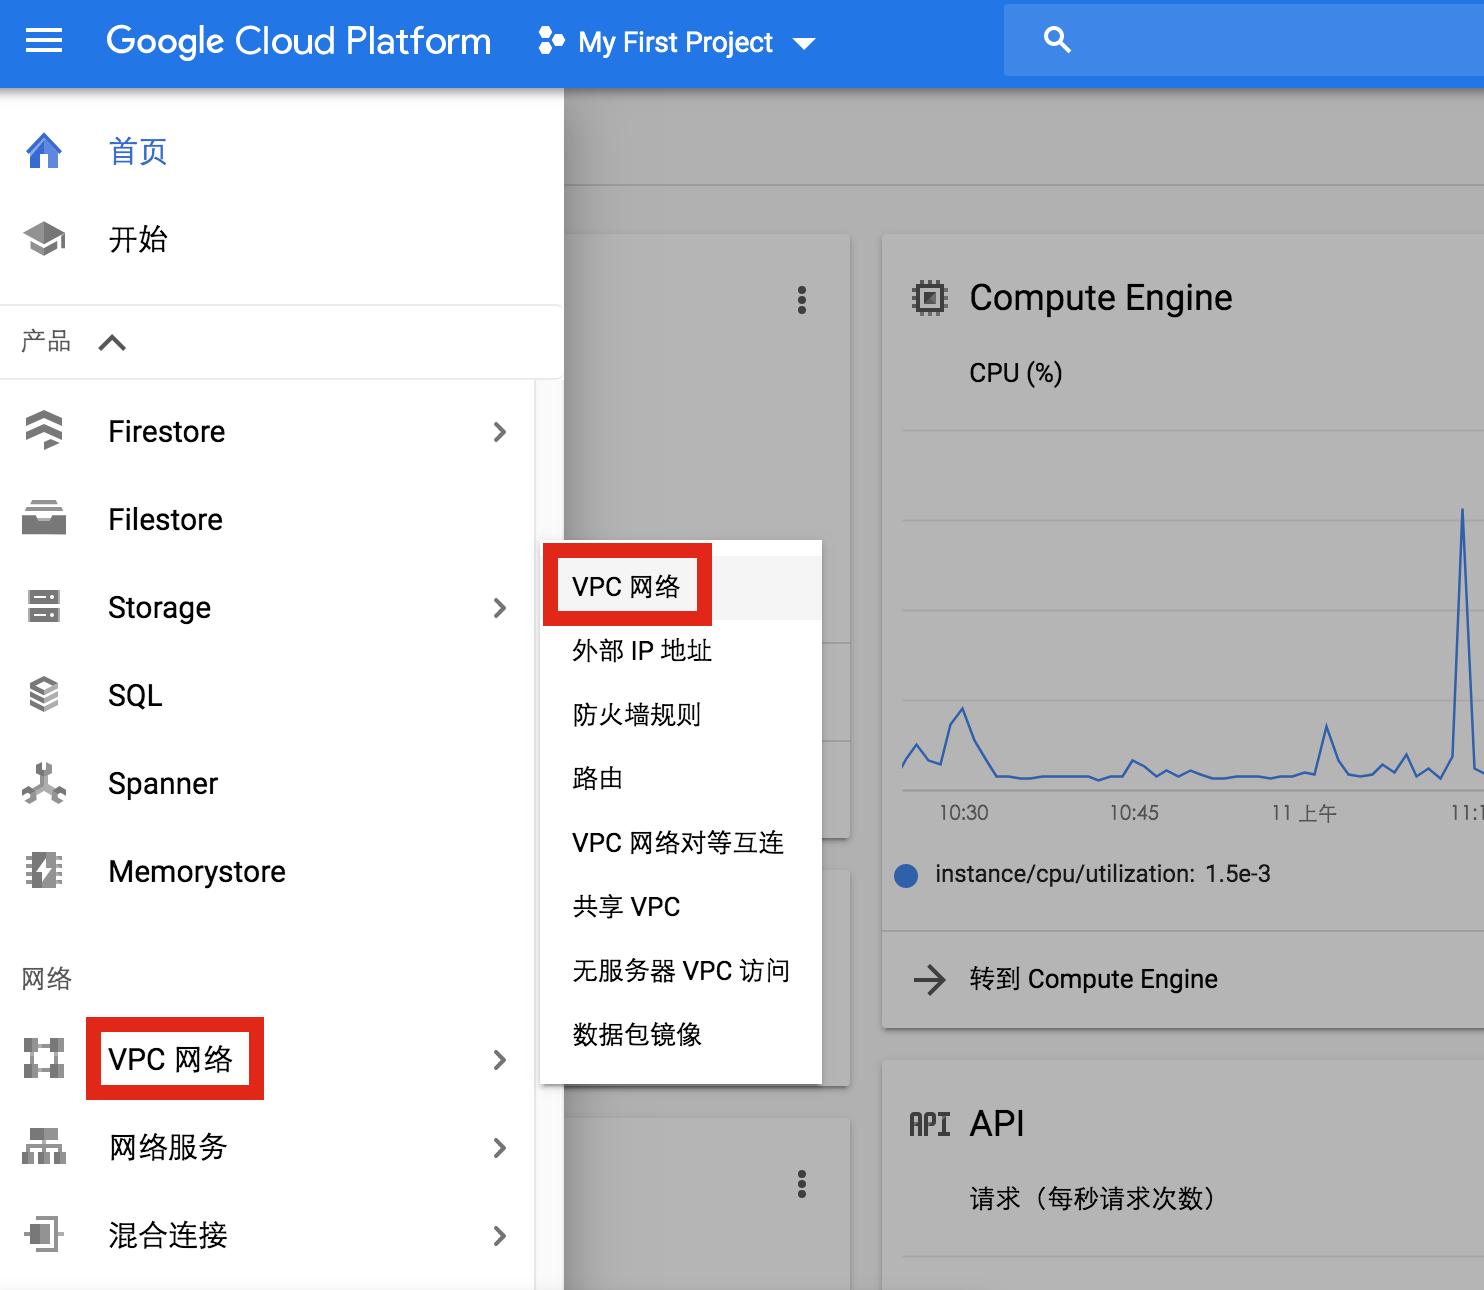 Google Cloud Platform
My First Project
首页
开始
产品
Firestore
Filestore
Storage
SQL
Spanner
Memorystore
网络
VPC 网络
网络服务
混合连接
VPC 网络
外部 IP 地址
防火墙规则
路由
VPC 网络对等互连
共享 VPC
无服务器 VPC 访问
数据包镜像
Compute Engine
CPU (%)
10:30 10:45 11 上午 11:1
instance/cpu/utilization: 1.5e-3
转到 Compute Engine
API API
请求（每秒请求次数）